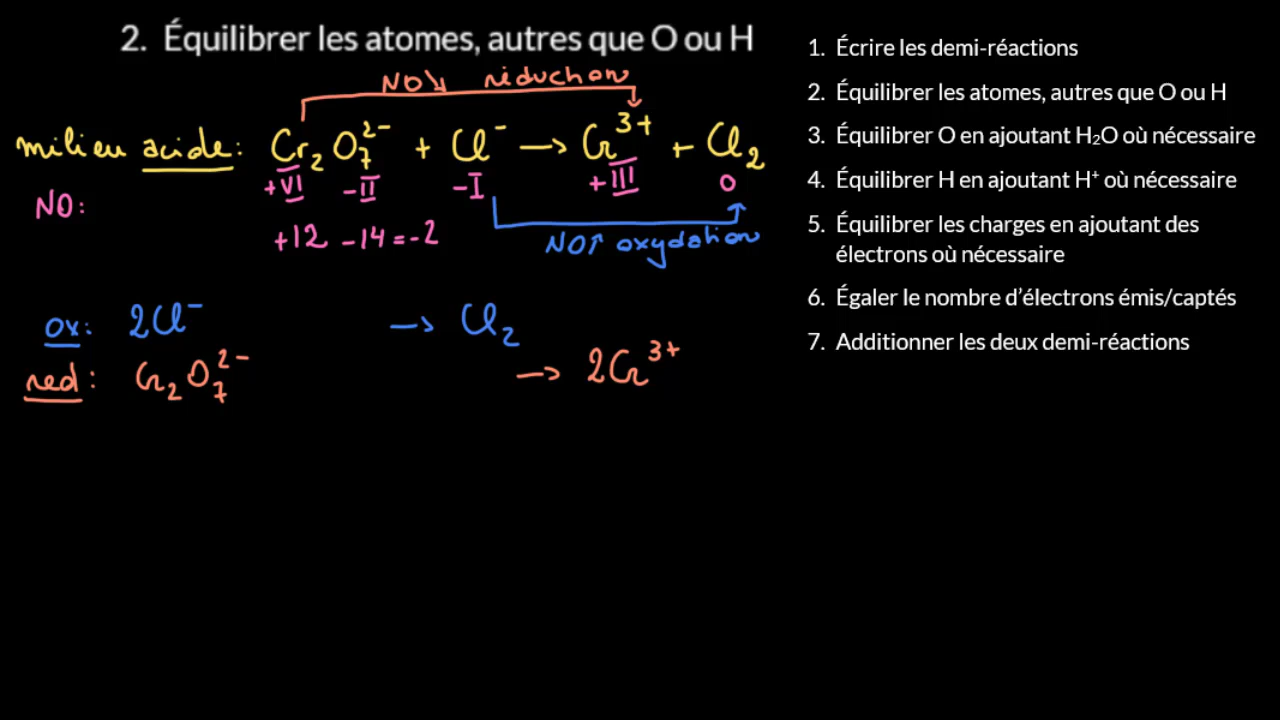 2. Équilibrer les atomes, autres que O ou H
NO↘ réduction
milieu acide: Cr₂O₇²⁻ + Cl⁻ → Cr³⁺ + Cl₂
NO: +VI -II -I +III 0
+12 -14 = -2
NO↑ oxydation
ox: 2Cl⁻ → Cl₂
red: Cr₂O₇²⁻ → 2Cr³⁺
1. Écrire les demi-réactions
2. Équilibrer les atomes, autres que O ou H
3. Équilibrer O en ajoutant H₂O où nécessaire
4. Équilibrer H en ajoutant H⁺ où nécessaire
5. Équilibrer les charges en ajoutant des
électrons où nécessaire
6. Égaler le nombre d'électrons émis/captés
7. Additionner les deux demi-réactions